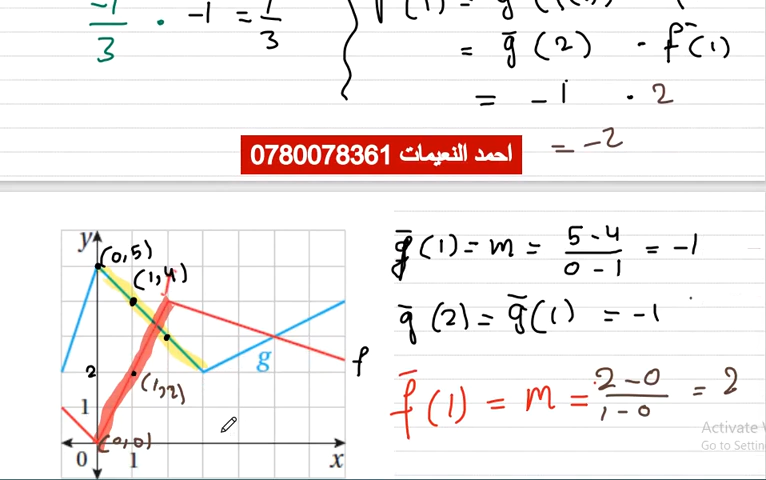 -1/3 · -1 = 1/3
= g̅(2) · f̅(1)
= -1 · 2
= -2
احمد النعيمات 0780078361
y
(0,5)
(1,4)
2
(1,2)
g
f
1
(0,0)
0 1 x
g̅(1) = m = 5-4/0-1 = -1
g̅(2) = g̅(1) = -1
f̅(1) = m = 2-0/1-0 = 2
Activate
Go to Settin